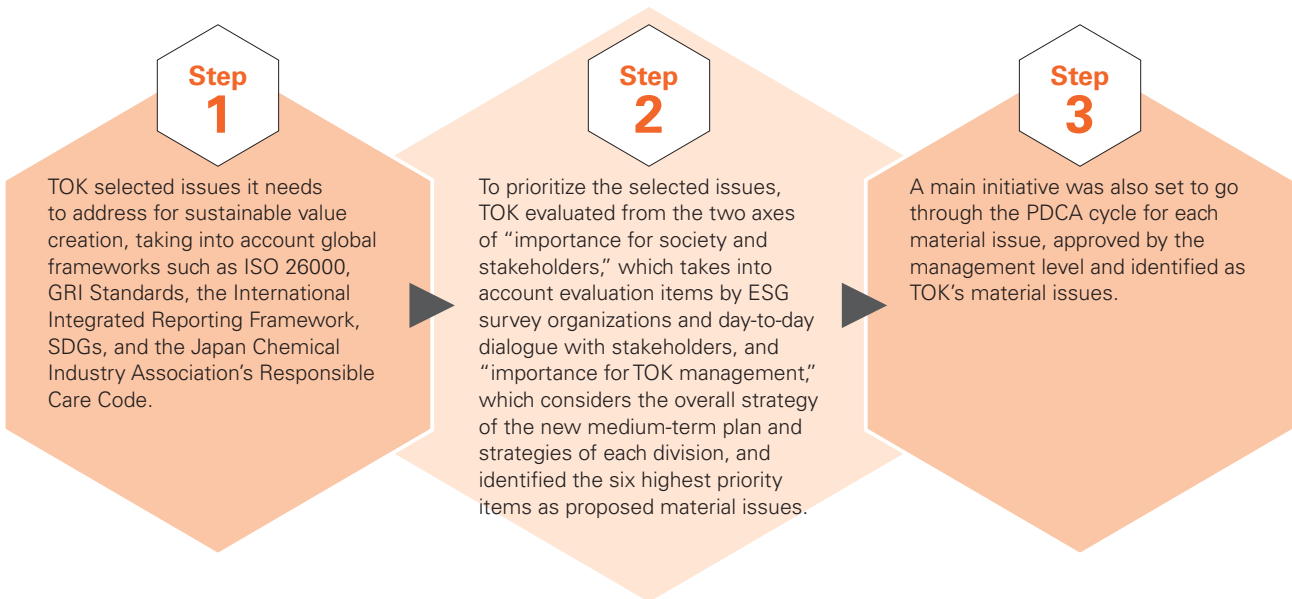 Step
1
TOK selected issues it needs
to address for sustainable value
creation, taking into account global
frameworks such as ISO 26000,
GRI Standards, the International
Integrated Reporting Framework,
SDGs, and the Japan Chemical
Industry Association’s Responsible
Care Code.
Step
2
To prioritize the selected issues,
TOK evaluated from the two axes
of “importance for society and
stakeholders,” which takes into
account evaluation items by ESG
survey organizations and day-to-day
dialogue with stakeholders, and
“importance for TOK management,”
which considers the overall strategy
of the new medium-term plan and
strategies of each division, and
identified the six highest priority
items as proposed material issues.
Step
3
A main initiative was also set to go
through the PDCA cycle for each
material issue, approved by the
management level and identified as
TOK’s material issues.